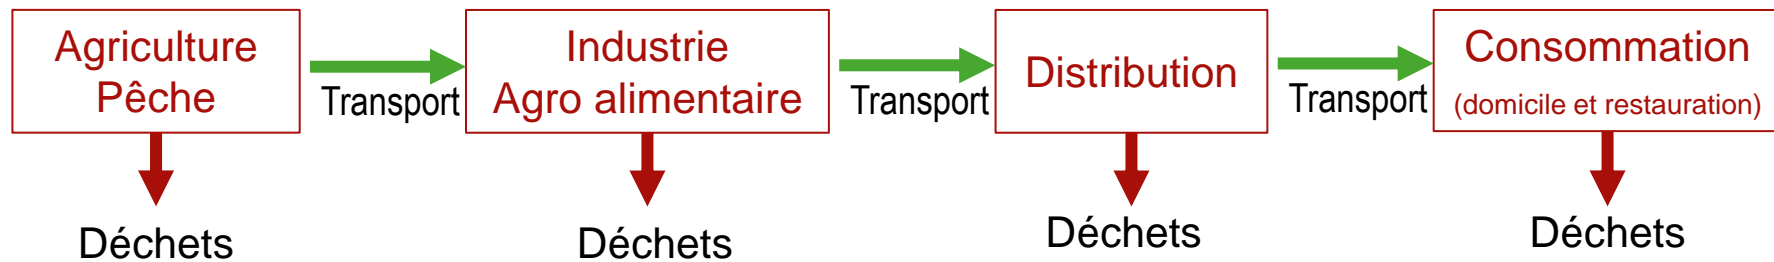 Agriculture
Pêche
Transport
Industrie
Agro alimentaire
Transport
Distribution
Transport
Consommation
(domicile et restauration)
Déchets
Déchets
Déchets
Déchets